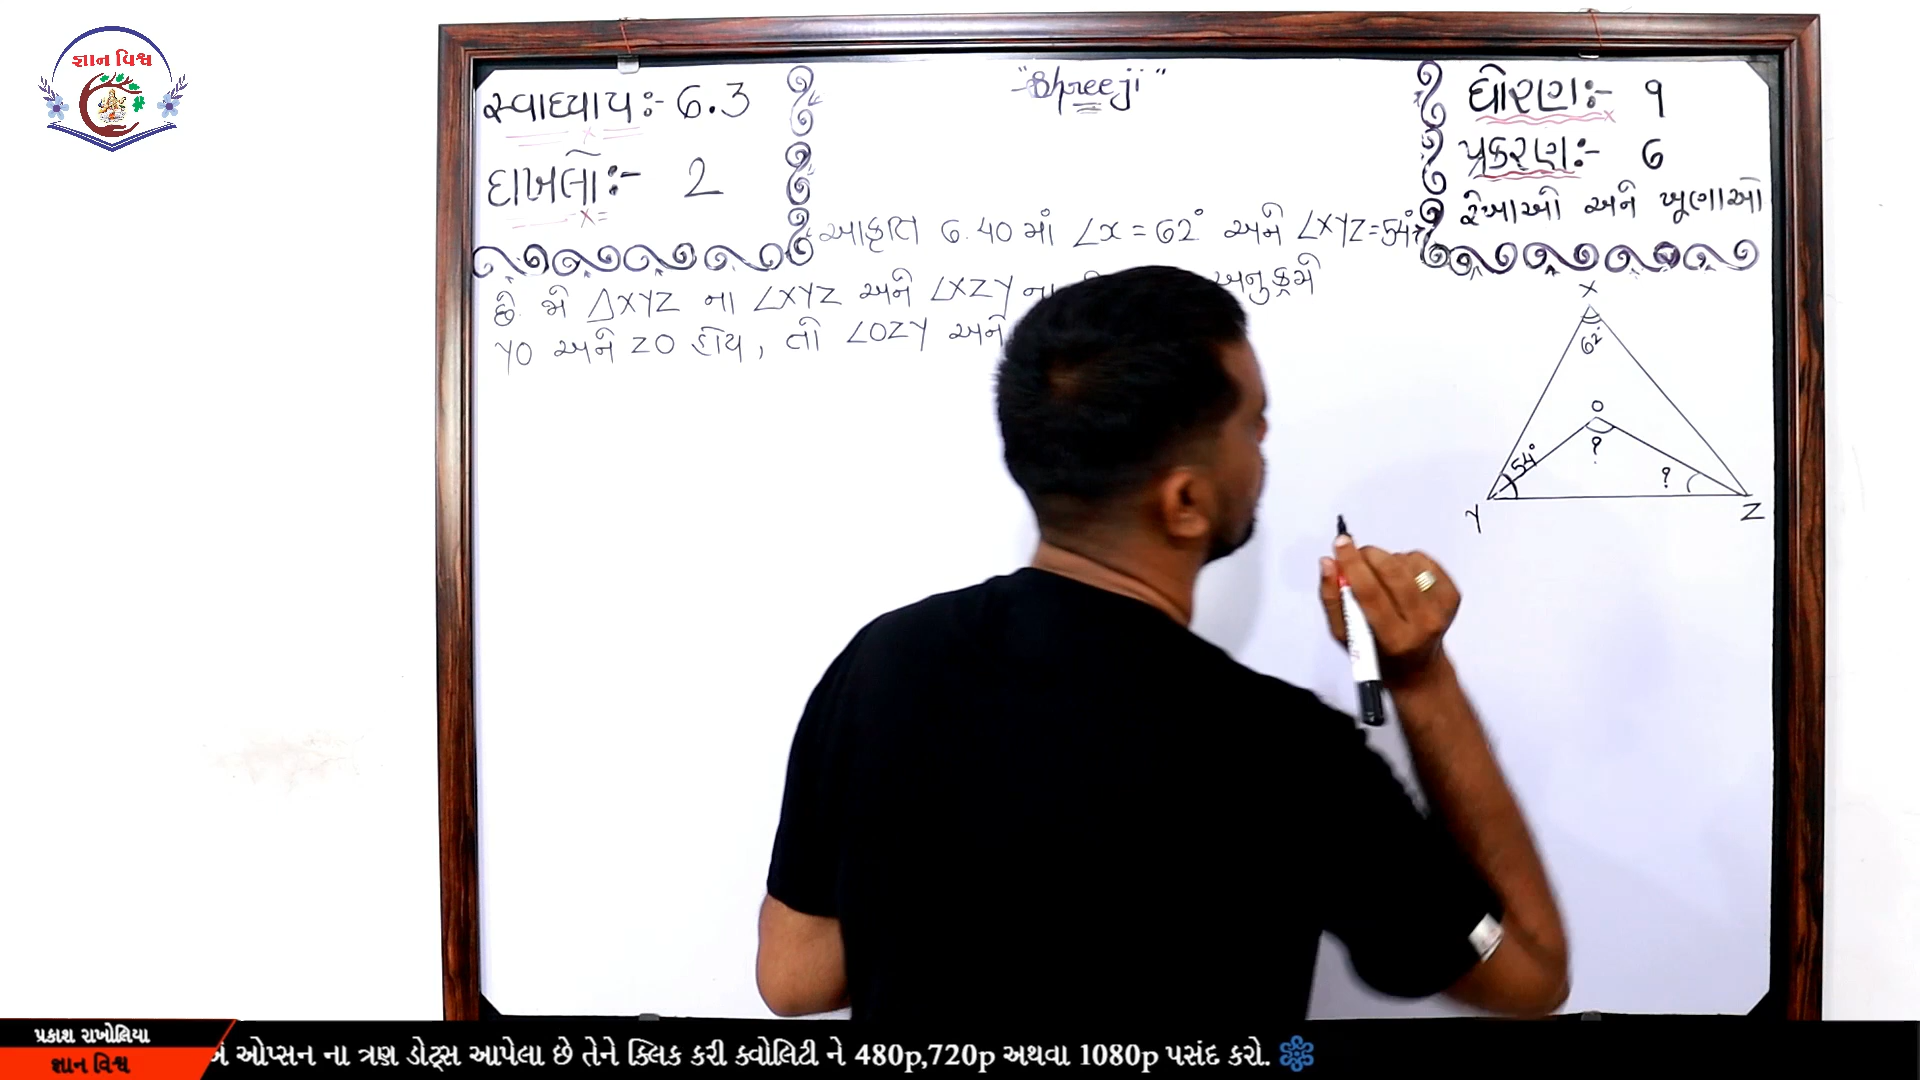 જ્ઞાન વિશ્વ
સ્વાધ્યાય:- 6.3
દાખલો:- 2
"Shreeji"
ધોરણ:- ૧
પ્રકરણ:- 6
રેખાઓ અને ખૂણાઓ
આકૃતિ 6.40 માં ∠x = 62° અને ∠XYZ = 54°
છે. જો △XYZ ના ∠XYZ અને ∠XZY ના અનુક્રમે
YO અને ZO હોય, તો ∠OZY અને
X
62°
O
?
54°
?
Y
Z
પ્રકાશ રાખોલિયા
જ્ઞાન વિશ્વ
ઓપ્સન ના ત્રણ ડોટ્સ આપેલા છે તેને ક્લિક કરી ક્વોલિટી ને 480p,720p અથવા 1080p પસંદ કરો.